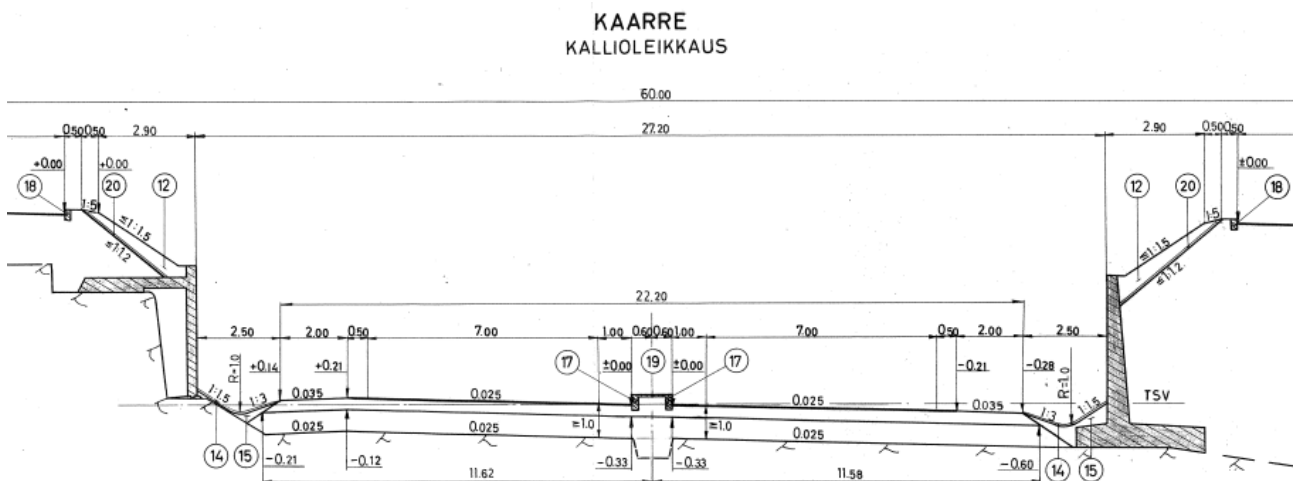 KAARRE
KALLIOLEIKKAUS
60.00
0.50 0.50 2.90 27.20 2.90 0.50 0.50
+0.00 +0.00 ±0.00
18 20 12 12 20 18
1:5 ≤1:1.5 ≤1:1.5 1:5
≤1:1.2 ≤1:1.2
22.20
2.50 2.00 0.50 7.00 1.00 0.60 0.60 1.00 7.00 0.50 2.00 2.50
R=1.0 +0.14 +0.21 ±0.00 ±0.00 -0.21 -0.28 R=1.0
17 19 17
1:1.5 1:3 0.035 0.025 0.025 0.035 1:3 1:1.5 TSV
0.025 0.025 ≥1.0 ≥1.0 0.025
14 15 -0.21 -0.12 -0.33 -0.33 -0.60 14 15
11.62 11.58